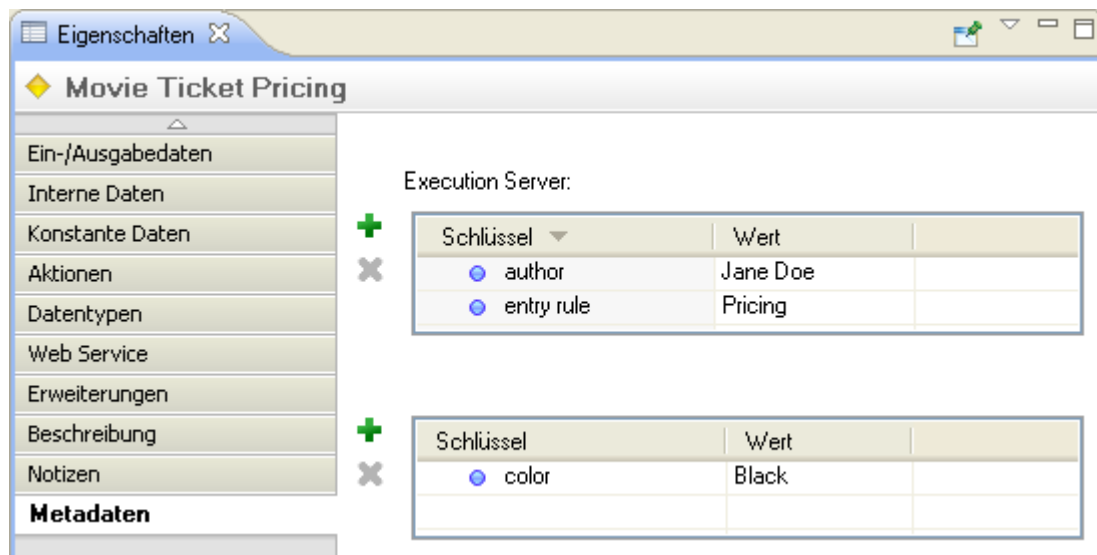 Eigenschaften
Movie Ticket Pricing
Ein-/Ausgabedaten
Interne Daten
Konstante Daten
Aktionen
Datentypen
Web Service
Erweiterungen
Beschreibung
Notizen
Metadaten
Execution Server:
Schlüssel Wert
author Jane Doe
entry rule Pricing
Schlüssel Wert
color Black